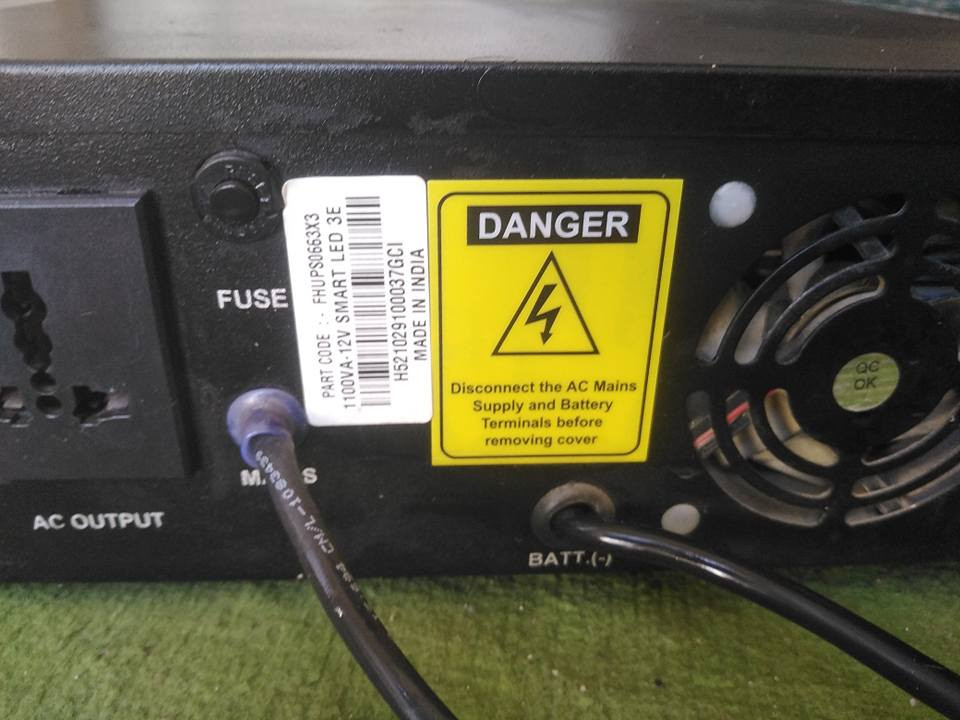 FUSE
PART CODE :- FHUPS0663X3
1100VA-12V SMART LED 3E
H521029100037GCI
MADE IN INDIA
DANGER
Disconnect the AC Mains
Supply and Battery
Terminals before
removing cover
QC
OK
AC OUTPUT
BATT.(-)